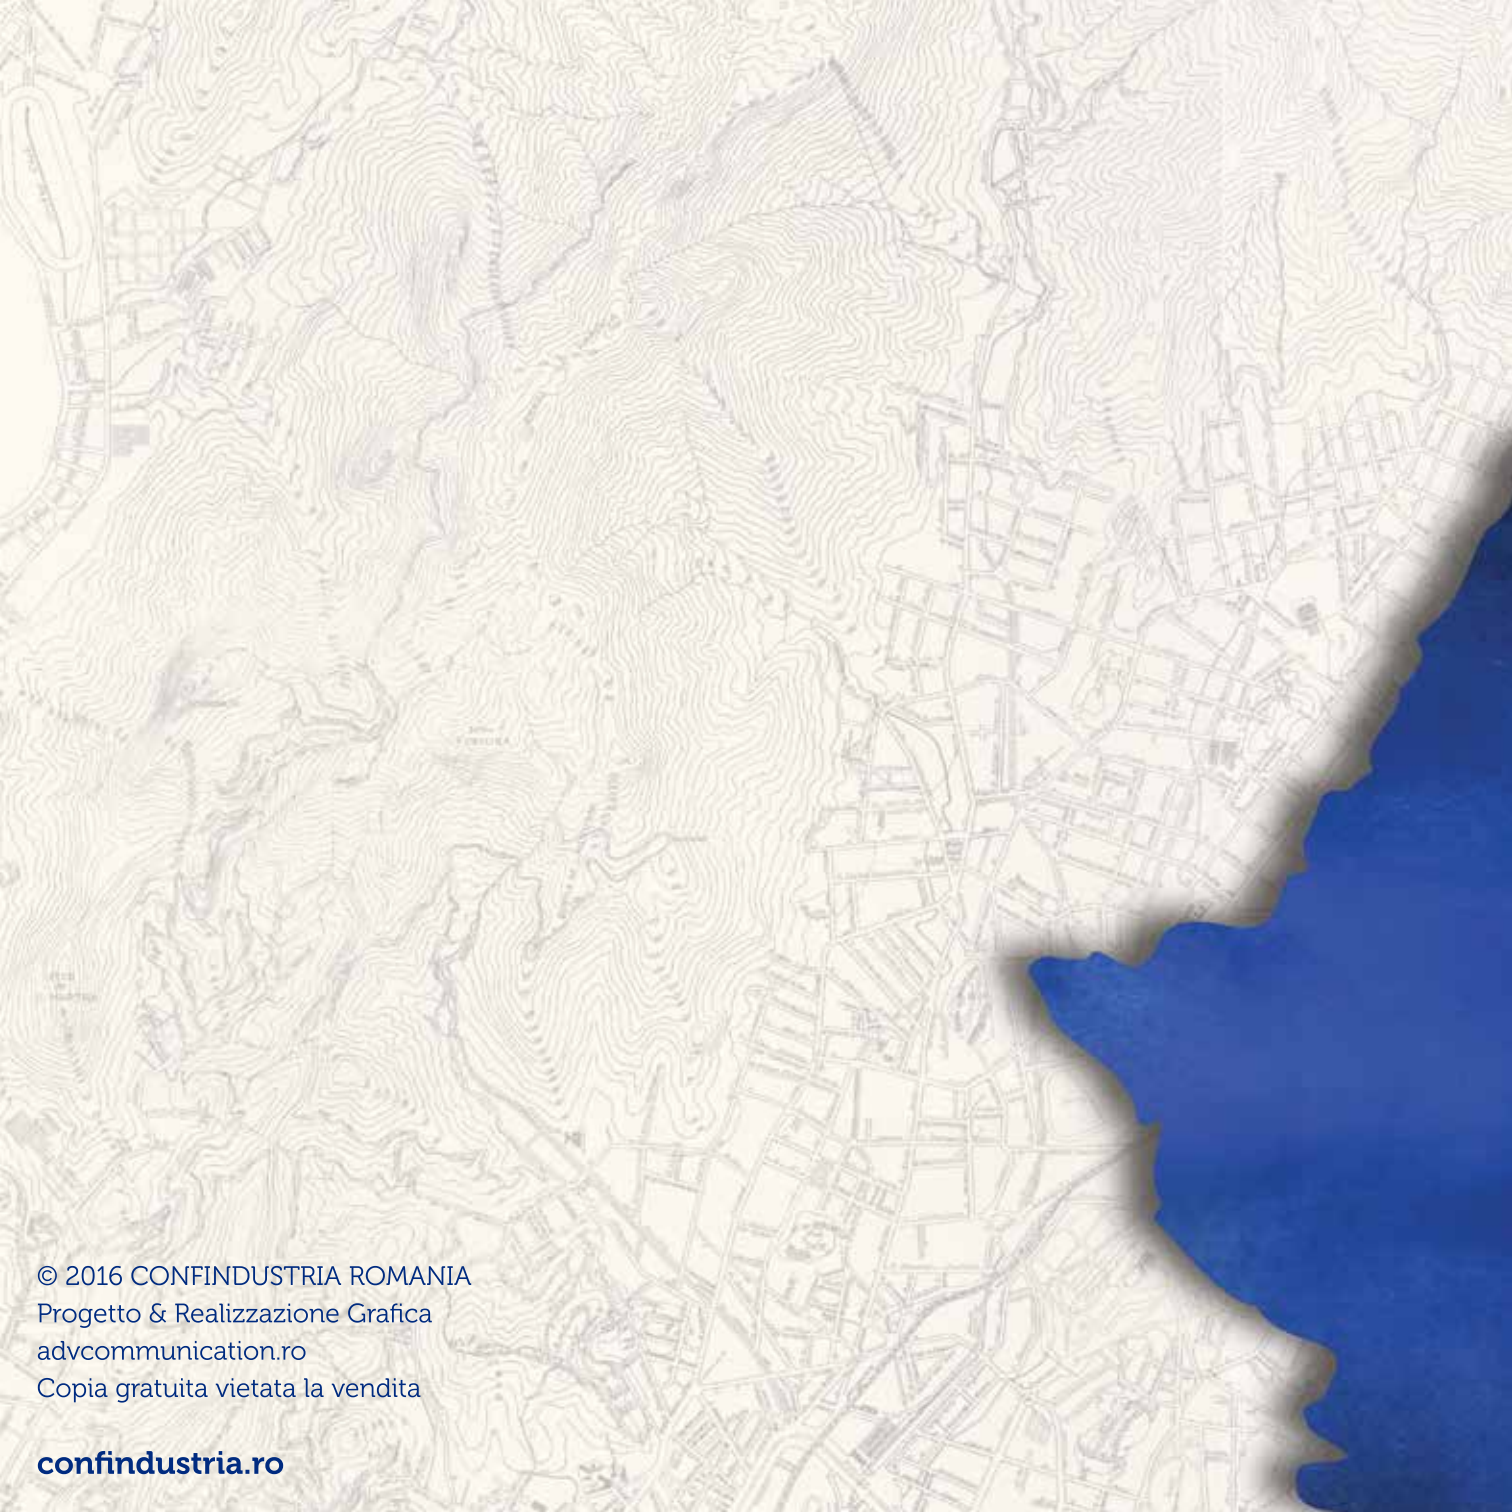 © 2016 CONFINDUSTRIA ROMANIA
Progetto & Realizzazione Grafica
advcommunication.ro
Copia gratuita vietata la vendita
confindustria.ro